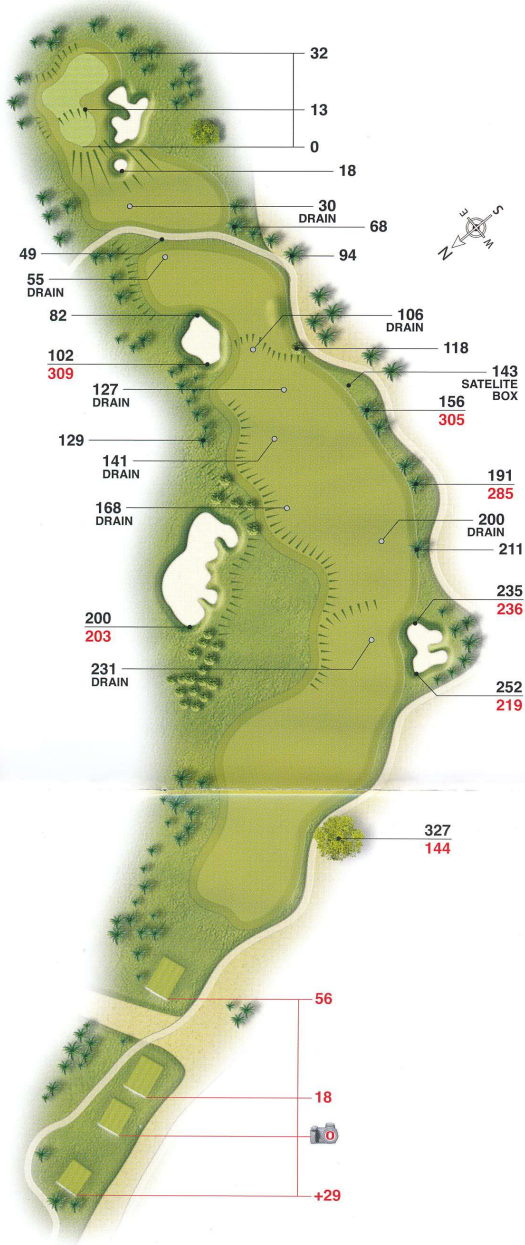 32
13
0
18
30
DRAIN
68
S
E
W
N
49
94
55
DRAIN
82
106
DRAIN
118
102
309
143
SATELITE
BOX
127
DRAIN
156
305
129
141
DRAIN
191
285
168
DRAIN
200
DRAIN
211
200
203
235
236
231
DRAIN
252
219
327
144
56
18
0
+29